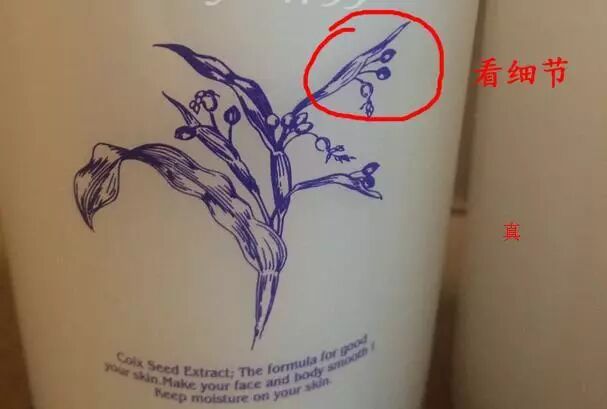 看细节
真
Coix Seed Extract; The formula for good
your skin.Make your face and body smooth !
Keep moisture on your skin.